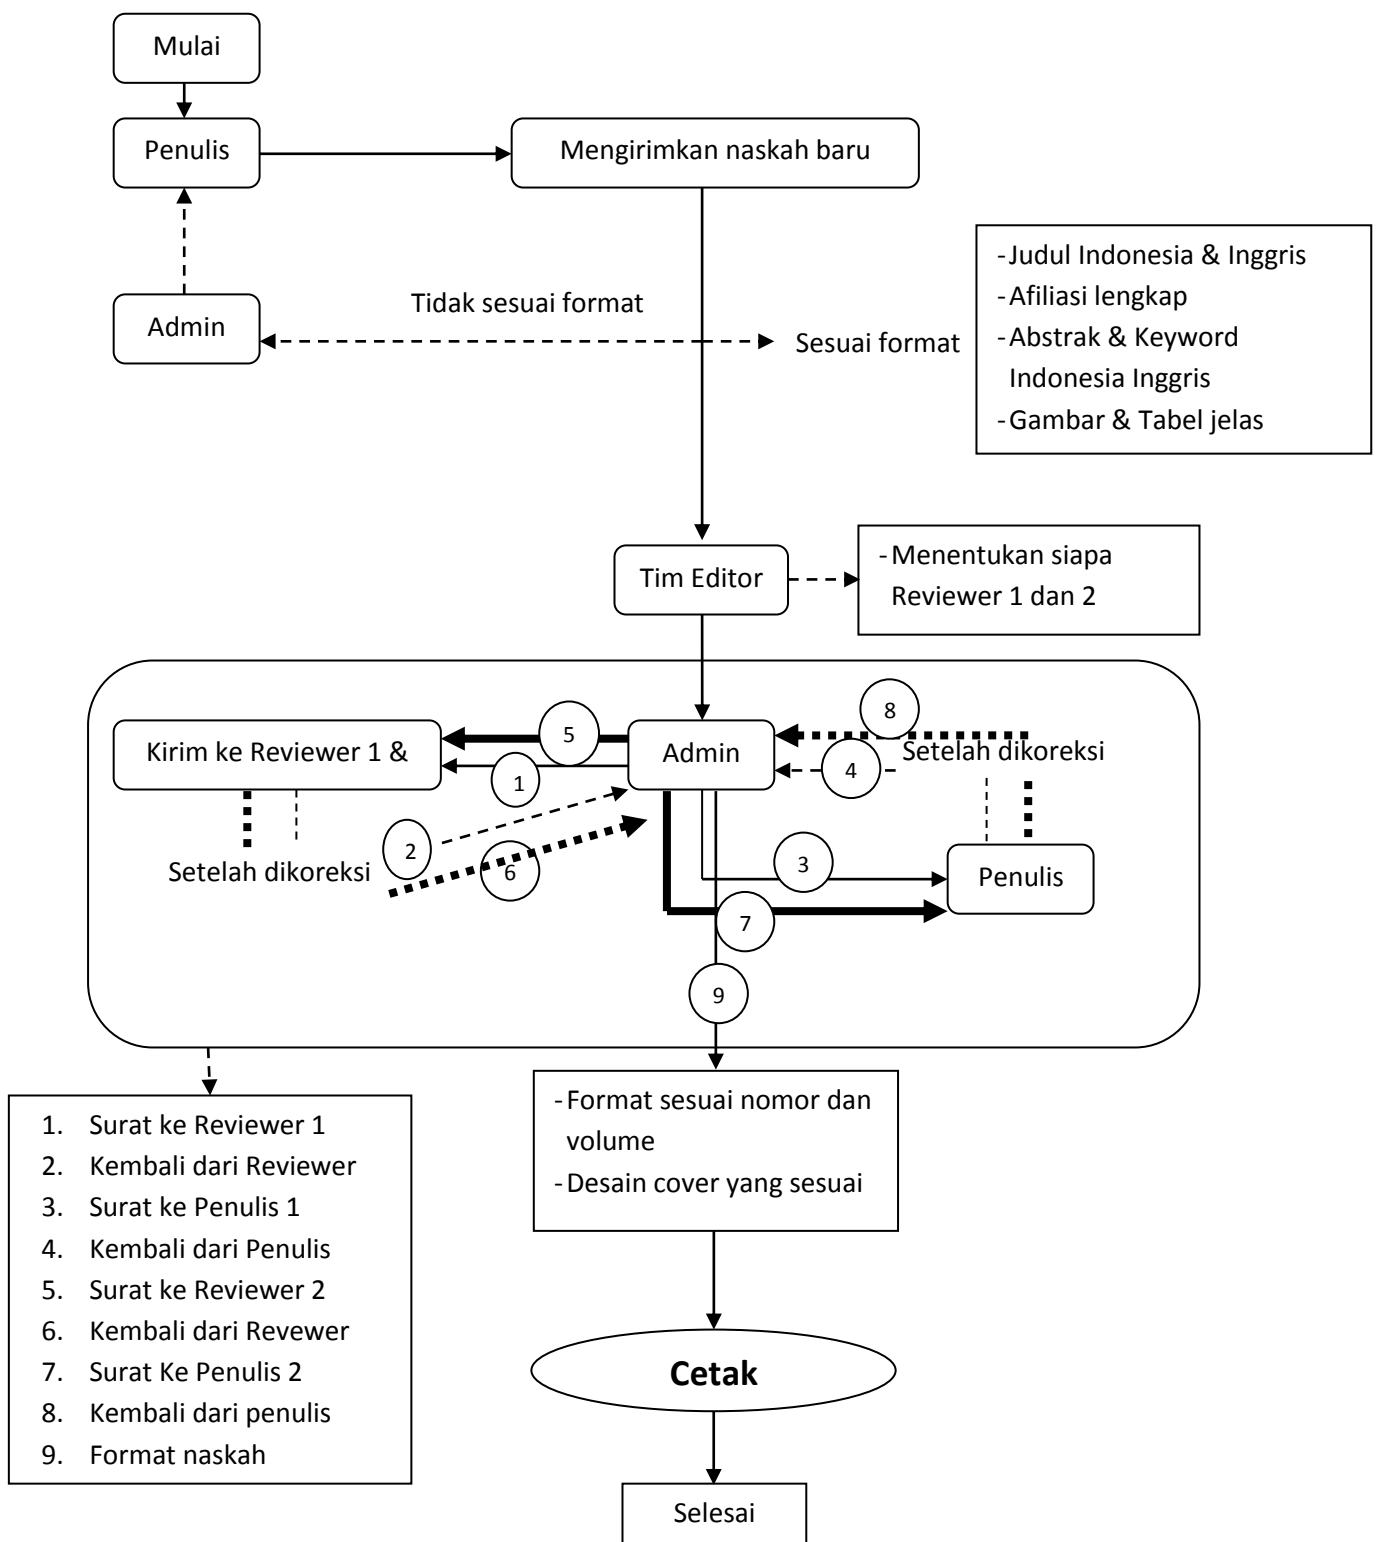 Mulai
Penulis
Mengirimkan naskah baru
-Judul Indonesia & Inggris
-Afiliasi lengkap
-Abstrak & Keyword
Indonesia Inggris
-Gambar & Tabel jelas
Tidak sesuai format
Admin
Sesuai format
Tim Editor
- Menentukan siapa
Reviewer 1 dan 2
8
5
Kirim ke Reviewer 1 &
Admin
Setelah dikoreksi
4
1
2
Setelah dikoreksi
6
3
Penulis
7
9
1. Surat ke Reviewer 1
2. Kembali dari Reviewer
3. Surat ke Penulis 1
4. Kembali dari Penulis
5. Surat ke Reviewer 2
6. Kembali dari Revewer
7. Surat Ke Penulis 2
8. Kembali dari penulis
9. Format naskah
-Format sesuai nomor dan
volume
-Desain cover yang sesuai
Cetak
Selesai